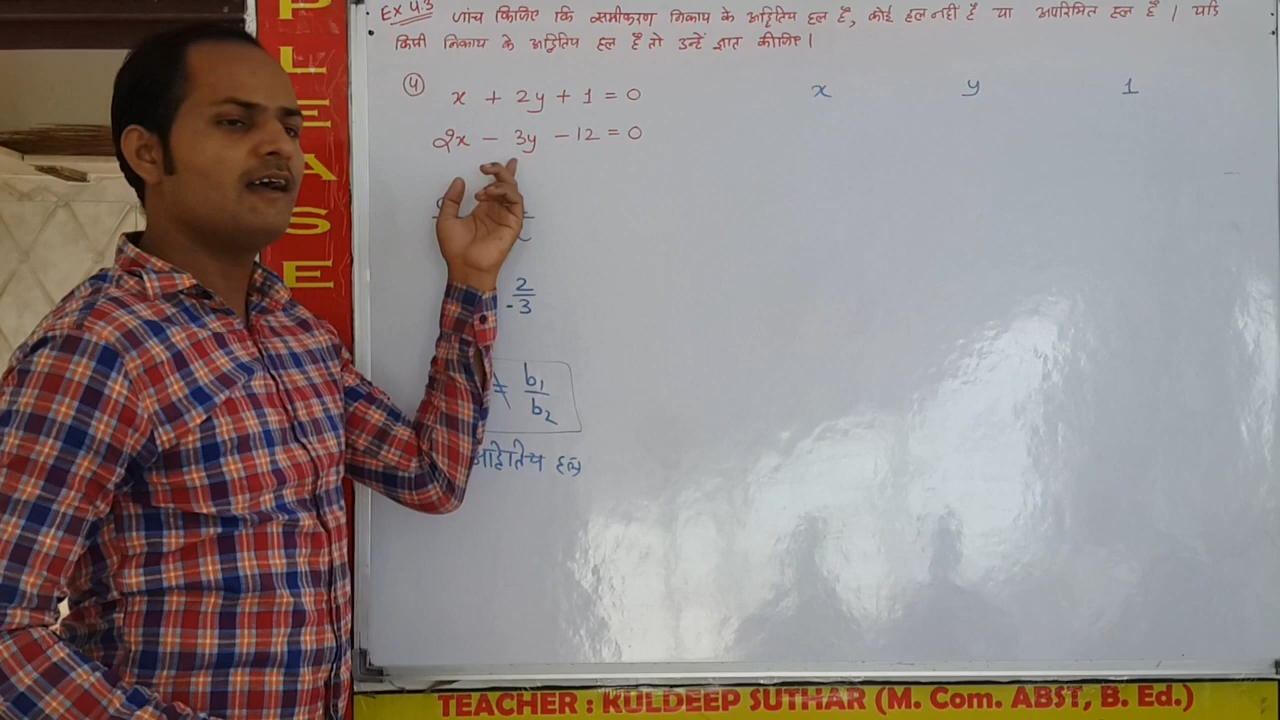 PLEASE
Ex 4.3 जांच किजिए कि समीकरण निकाय के अद्वितिय हल है, कोई हल नहीं है या अपरिमित हल है। यदि
किसी निकाय के अद्वितिय हल है तो उन्हें ज्ञात कीजिए।
(4) x + 2y + 1 = 0
2x - 3y - 12 = 0
x y 1
2/-3
≠ b₁/b₂
अद्वितिय हल
TEACHER : KULDEEP SUTHAR (M. Com. ABST, B. Ed.)